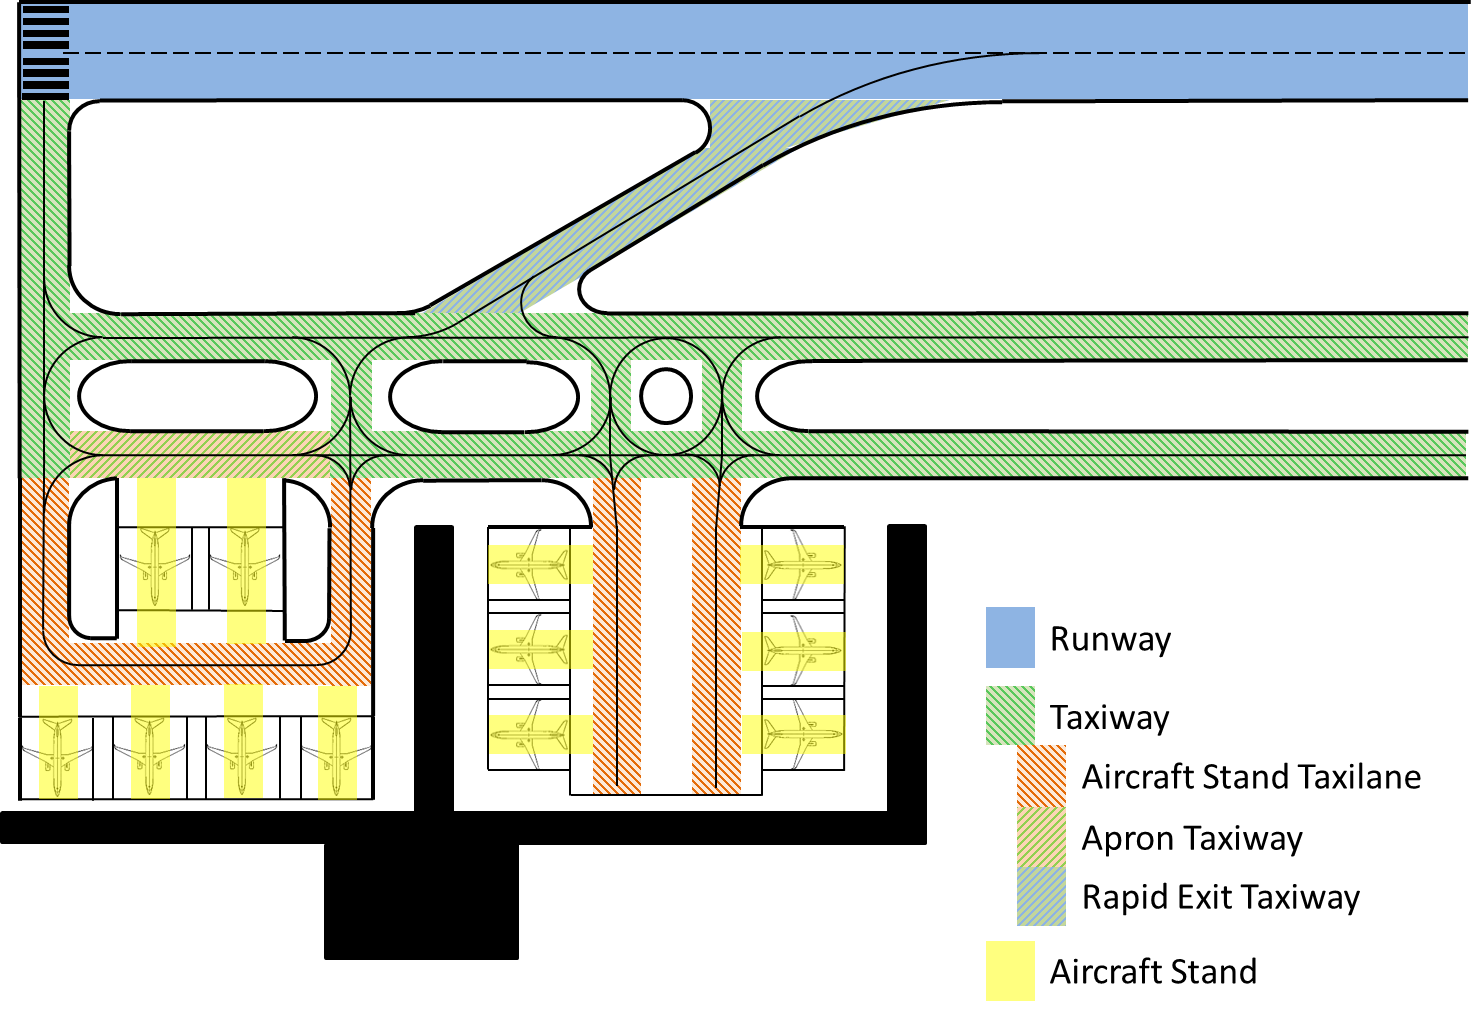 Runway
Taxiway
Aircraft Stand Taxilane
Apron Taxiway
Rapid Exit Taxiway
Aircraft Stand